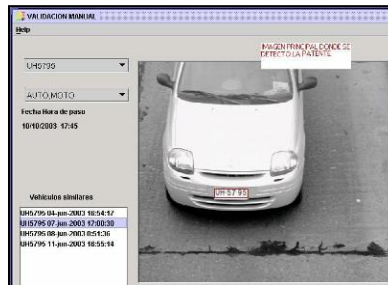 VALIDACION MANUAL
Help
IMAGEN PRINCIPAL DONDE SE
DETECTO LA PATENTE
UH5795
AUTO,MOTO
Fecha Hora de paso
10/10/2003 17:45
UH 57 95
Vehiculos similares
UH5795 04-jun-2003 18:54:17
UH5795 07-jun-2003 17:00:30
UH5795 08-jun-2003 8:51:36
UH5795 11-jun-2003 18:55:14